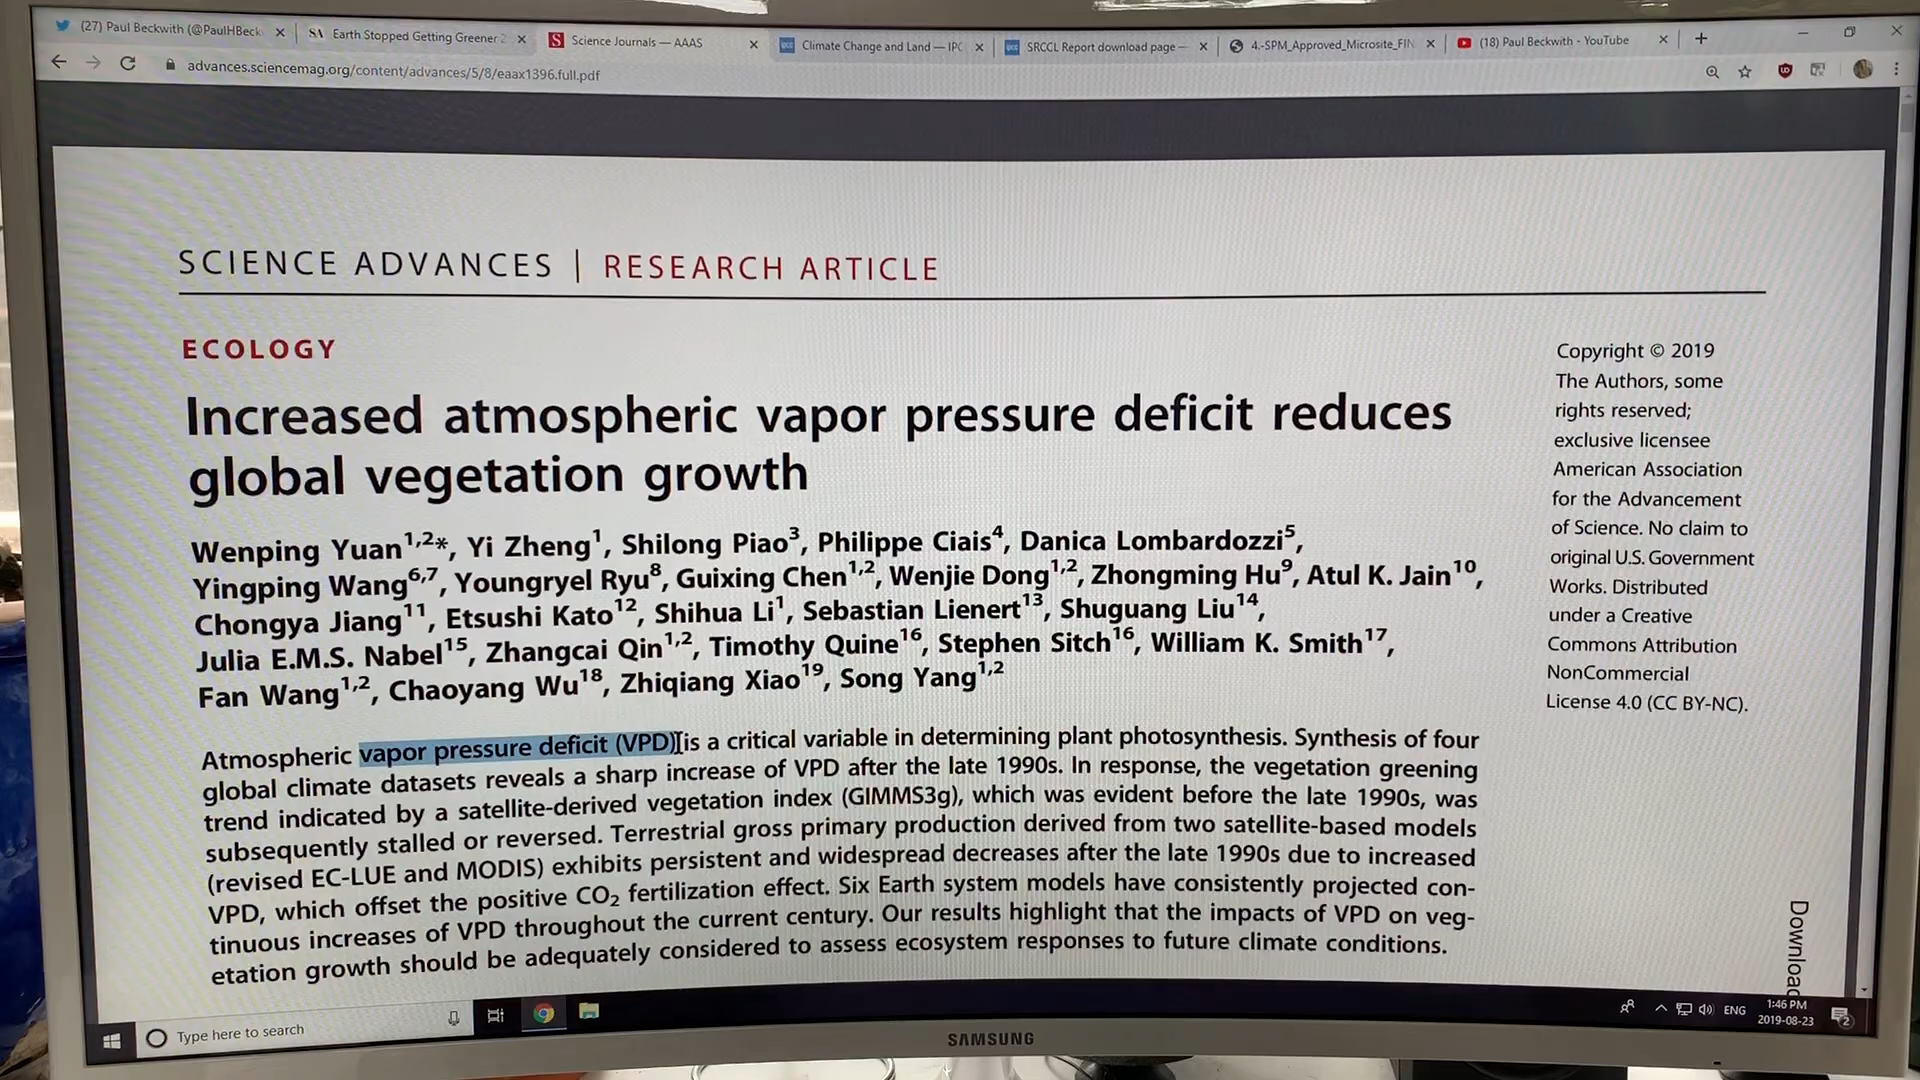 (27) Paul Beckwith (@PaulHBeck
SA Earth Stopped Getting Greener 2
S Science Journals — AAAS
ipcc Climate Change and Land — IPC
ipcc SRCCL Report download page —
4.-SPM_Approved_Microsite_FIN
(18) Paul Beckwith - YouTube
advances.sciencemag.org/content/advances/5/8/eaax1396.full.pdf
SCIENCE ADVANCES | RESEARCH ARTICLE
ECOLOGY
Increased atmospheric vapor pressure deficit reduces
global vegetation growth
Wenping Yuan1,2*, Yi Zheng1, Shilong Piao3, Philippe Ciais4, Danica Lombardozzi5,
Yingping Wang6,7, Youngryel Ryu8, Guixing Chen1,2, Wenjie Dong1,2, Zhongming Hu9, Atul K. Jain10,
Chongya Jiang11, Etsushi Kato12, Shihua Li1, Sebastian Lienert13, Shuguang Liu14,
Julia E.M.S. Nabel15, Zhangcai Qin1,2, Timothy Quine16, Stephen Sitch16, William K. Smith17,
Fan Wang1,2, Chaoyang Wu18, Zhiqiang Xiao19, Song Yang1,2
Atmospheric vapor pressure deficit (VPD) is a critical variable in determining plant photosynthesis. Synthesis of four
global climate datasets reveals a sharp increase of VPD after the late 1990s. In response, the vegetation greening
trend indicated by a satellite-derived vegetation index (GIMMS3g), which was evident before the late 1990s, was
subsequently stalled or reversed. Terrestrial gross primary production derived from two satellite-based models
(revised EC-LUE and MODIS) exhibits persistent and widespread decreases after the late 1990s due to increased
VPD, which offset the positive CO2 fertilization effect. Six Earth system models have consistently projected con-
tinuous increases of VPD throughout the current century. Our results highlight that the impacts of VPD on veg-
etation growth should be adequately considered to assess ecosystem responses to future climate conditions.
Copyright © 2019
The Authors, some
rights reserved;
exclusive licensee
American Association
for the Advancement
of Science. No claim to
original U.S. Government
Works. Distributed
under a Creative
Commons Attribution
NonCommercial
License 4.0 (CC BY-NC).
Download
Type here to search
ENG
1:46 PM
2019-08-23
2
SAMSUNG